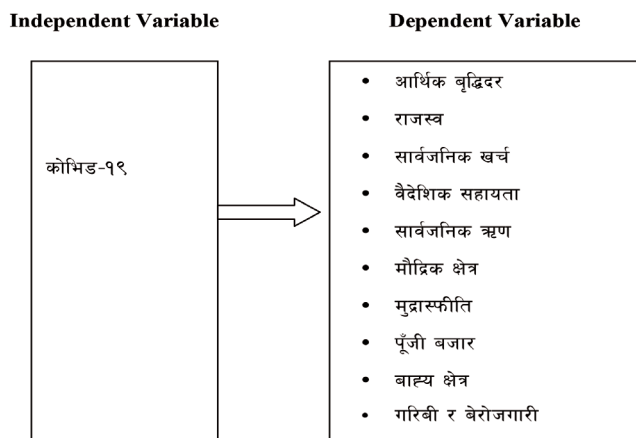 Independent Variable
Dependent Variable
कोभिड-१९
• आर्थिक बृद्धिदर
• राजस्व
• सार्वजनिक खर्च
• वैदेशिक सहायता
• सार्वजनिक ऋण
• मौद्रिक क्षेत्र
• मुद्रास्फीति
• पूँजी बजार
• बाह्य क्षेत्र
• गरिबी र बेरोजगारी